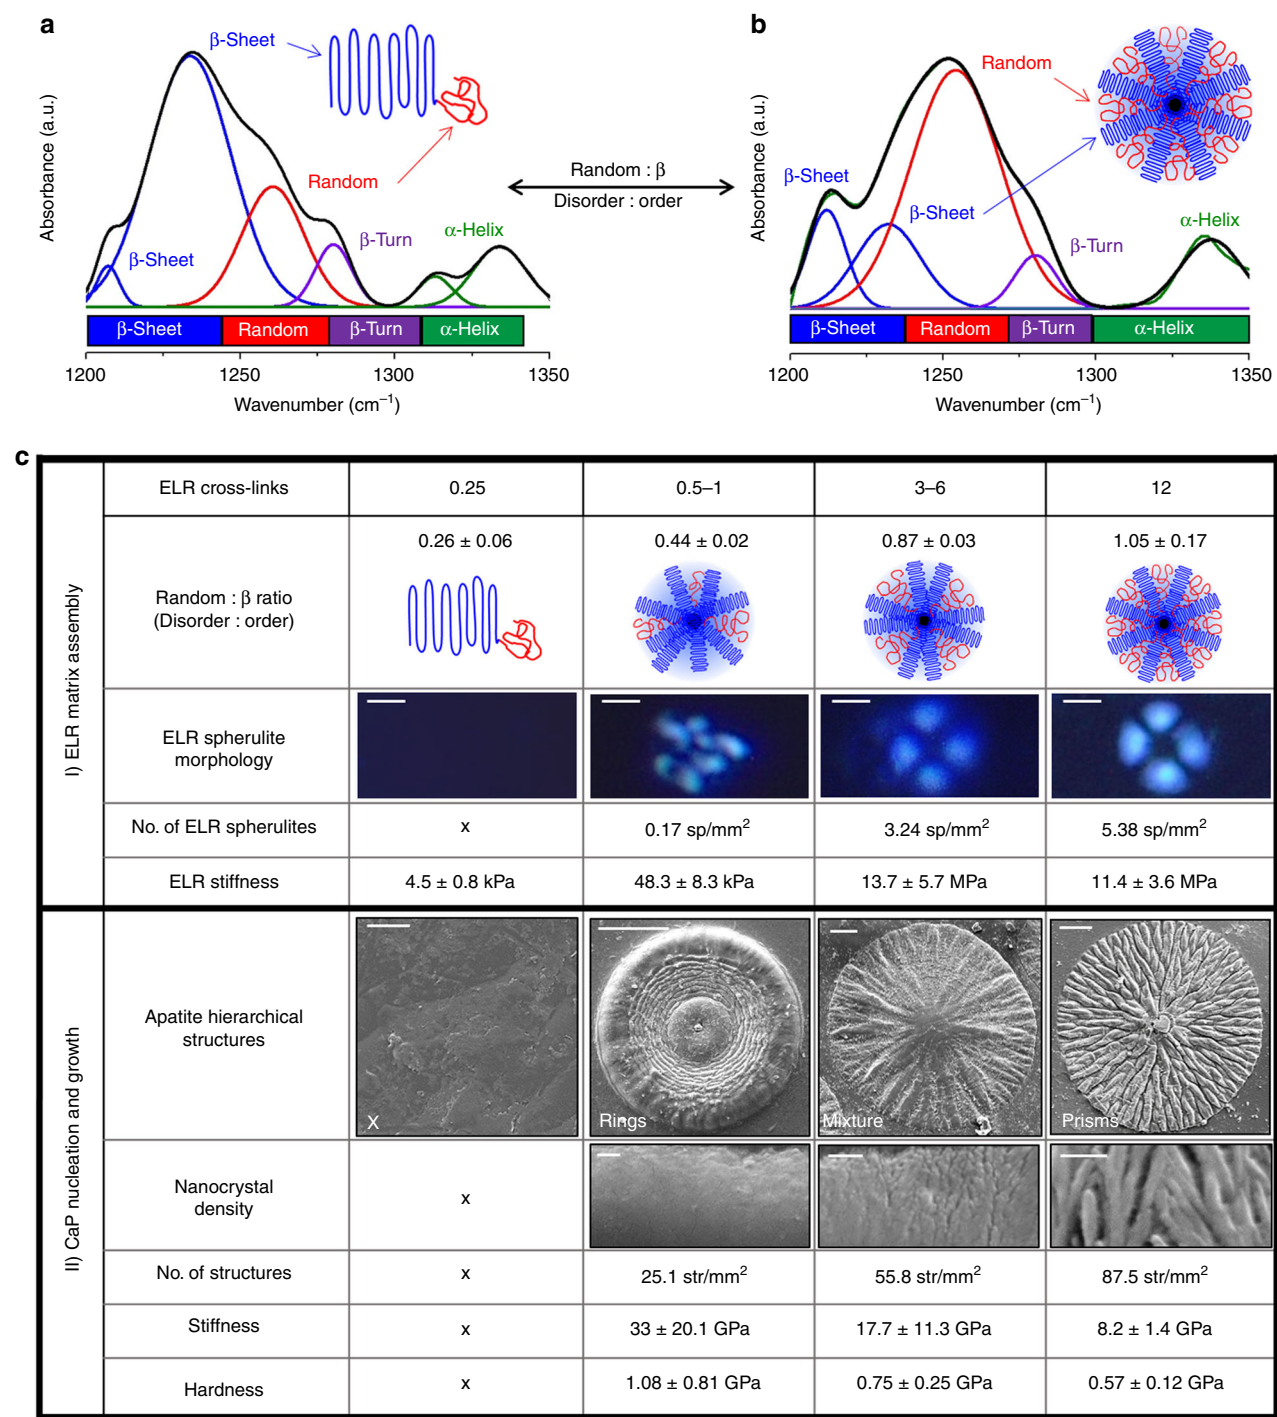 a
β-Sheet
Random
β-Sheet
β-Turn
α-Helix
Absorbance (a.u.)
β-Sheet Random β-Turn α-Helix
1200 1250 1300 1350
Wavenumber (cm⁻¹)
Random : β
Disorder : order
b
Random
β-Sheet
β-Sheet
β-Turn
α-Helix
Absorbance (a.u.)
β-Sheet Random β-Turn α-Helix
1200 1250 1300 1350
Wavenumber (cm⁻¹)
c
I) ELR matrix assembly
ELR cross-links 0.25 0.5–1 3–6 12
Random : β ratio
(Disorder : order)
0.26 ± 0.06 0.44 ± 0.02 0.87 ± 0.03 1.05 ± 0.17
ELR spherulite
morphology
No. of ELR spherulites x 0.17 sp/mm² 3.24 sp/mm² 5.38 sp/mm²
ELR stiffness 4.5 ± 0.8 kPa 48.3 ± 8.3 kPa 13.7 ± 5.7 MPa 11.4 ± 3.6 MPa
II) CaP nucleation and growth
Apatite hierarchical
structures
X Rings Mixture Prisms
Nanocrystal
density
x
No. of structures x 25.1 str/mm² 55.8 str/mm² 87.5 str/mm²
Stiffness x 33 ± 20.1 GPa 17.7 ± 11.3 GPa 8.2 ± 1.4 GPa
Hardness x 1.08 ± 0.81 GPa 0.75 ± 0.25 GPa 0.57 ± 0.12 GPa